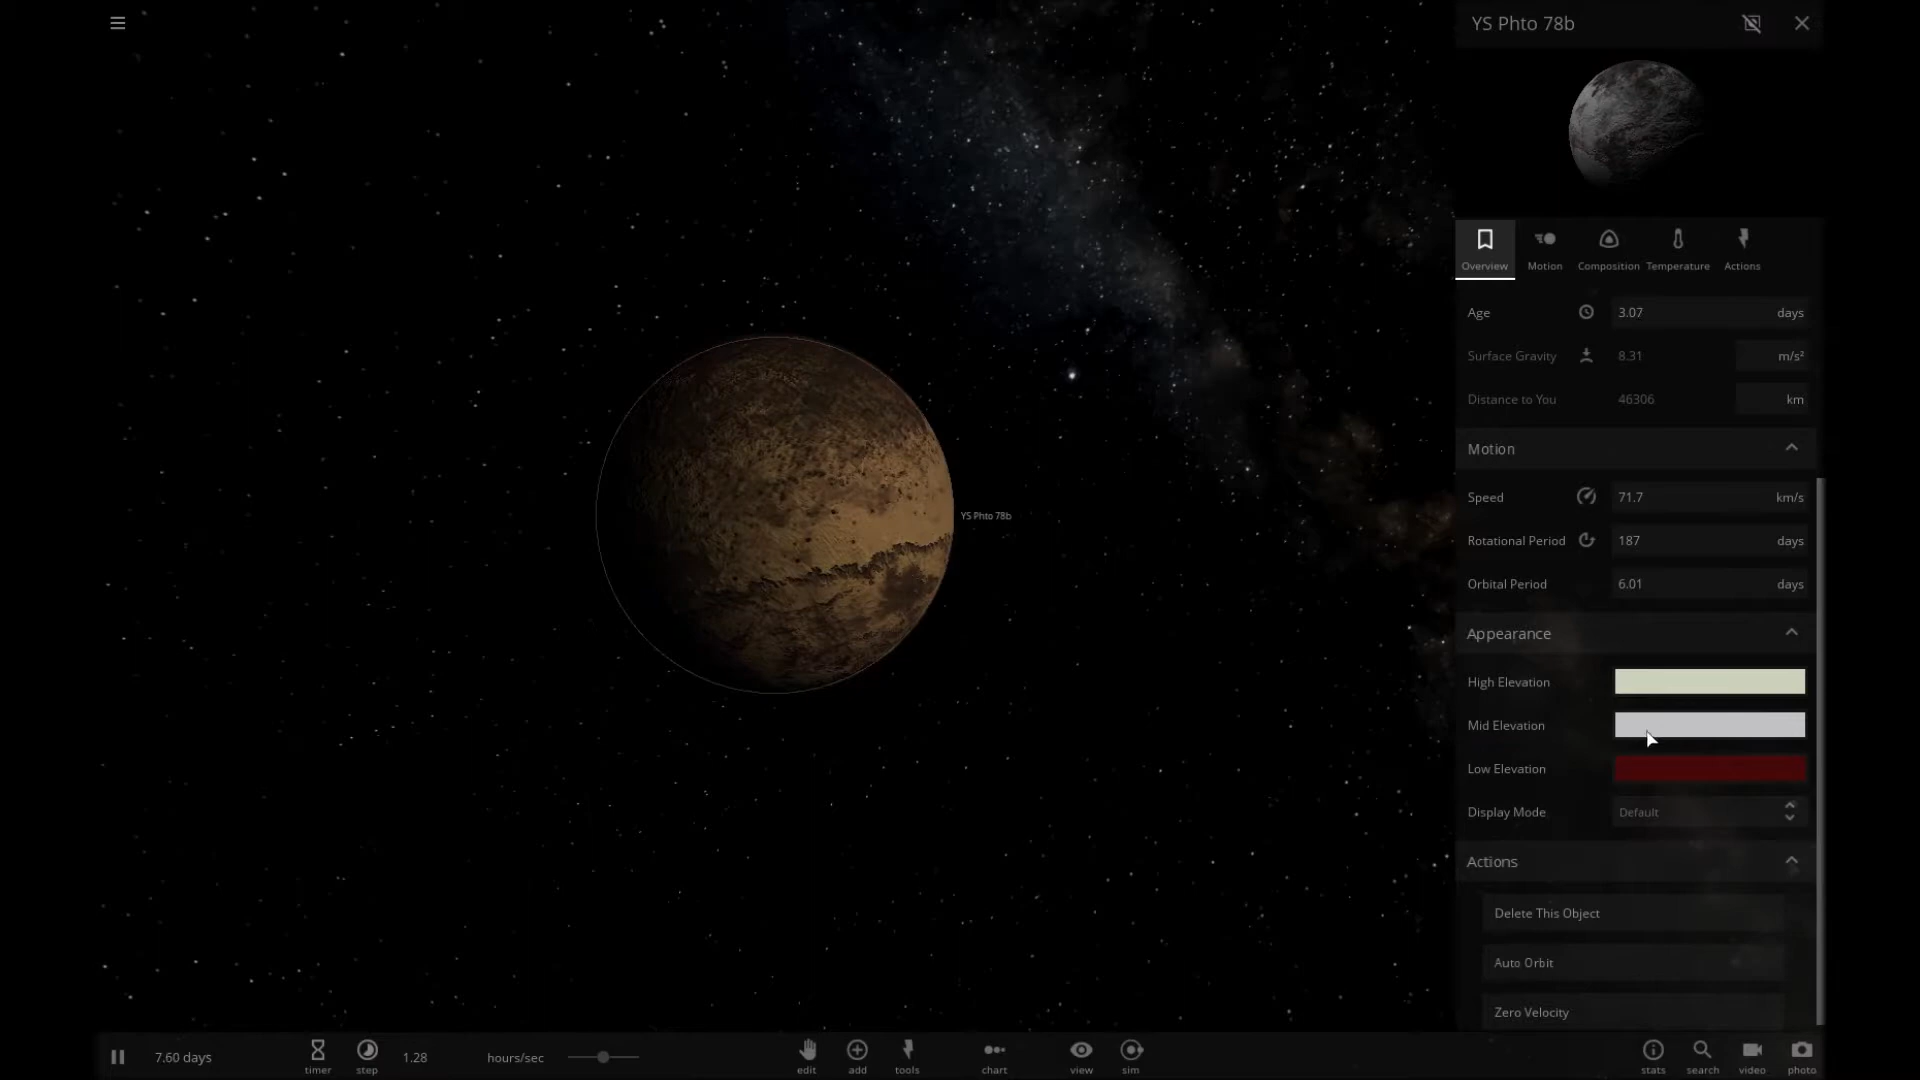 YS Phto 78b
Overview Motion Composition Temperature Actions
Age 3.07 days
Surface Gravity 8.31 m/s²
Distance to You 46306 km
Motion
Speed 71.7 km/s
YS Phto 78b
Rotational Period 187 days
Orbital Period 6.01 days
Appearance
High Elevation
Mid Elevation
Low Elevation
Display Mode Default
Actions
Delete This Object
Auto Orbit
Zero Velocity
7.60 days
timer
step
1.28 hours/sec
edit
add
tools
chart
view
sim
stats
search
video
photo